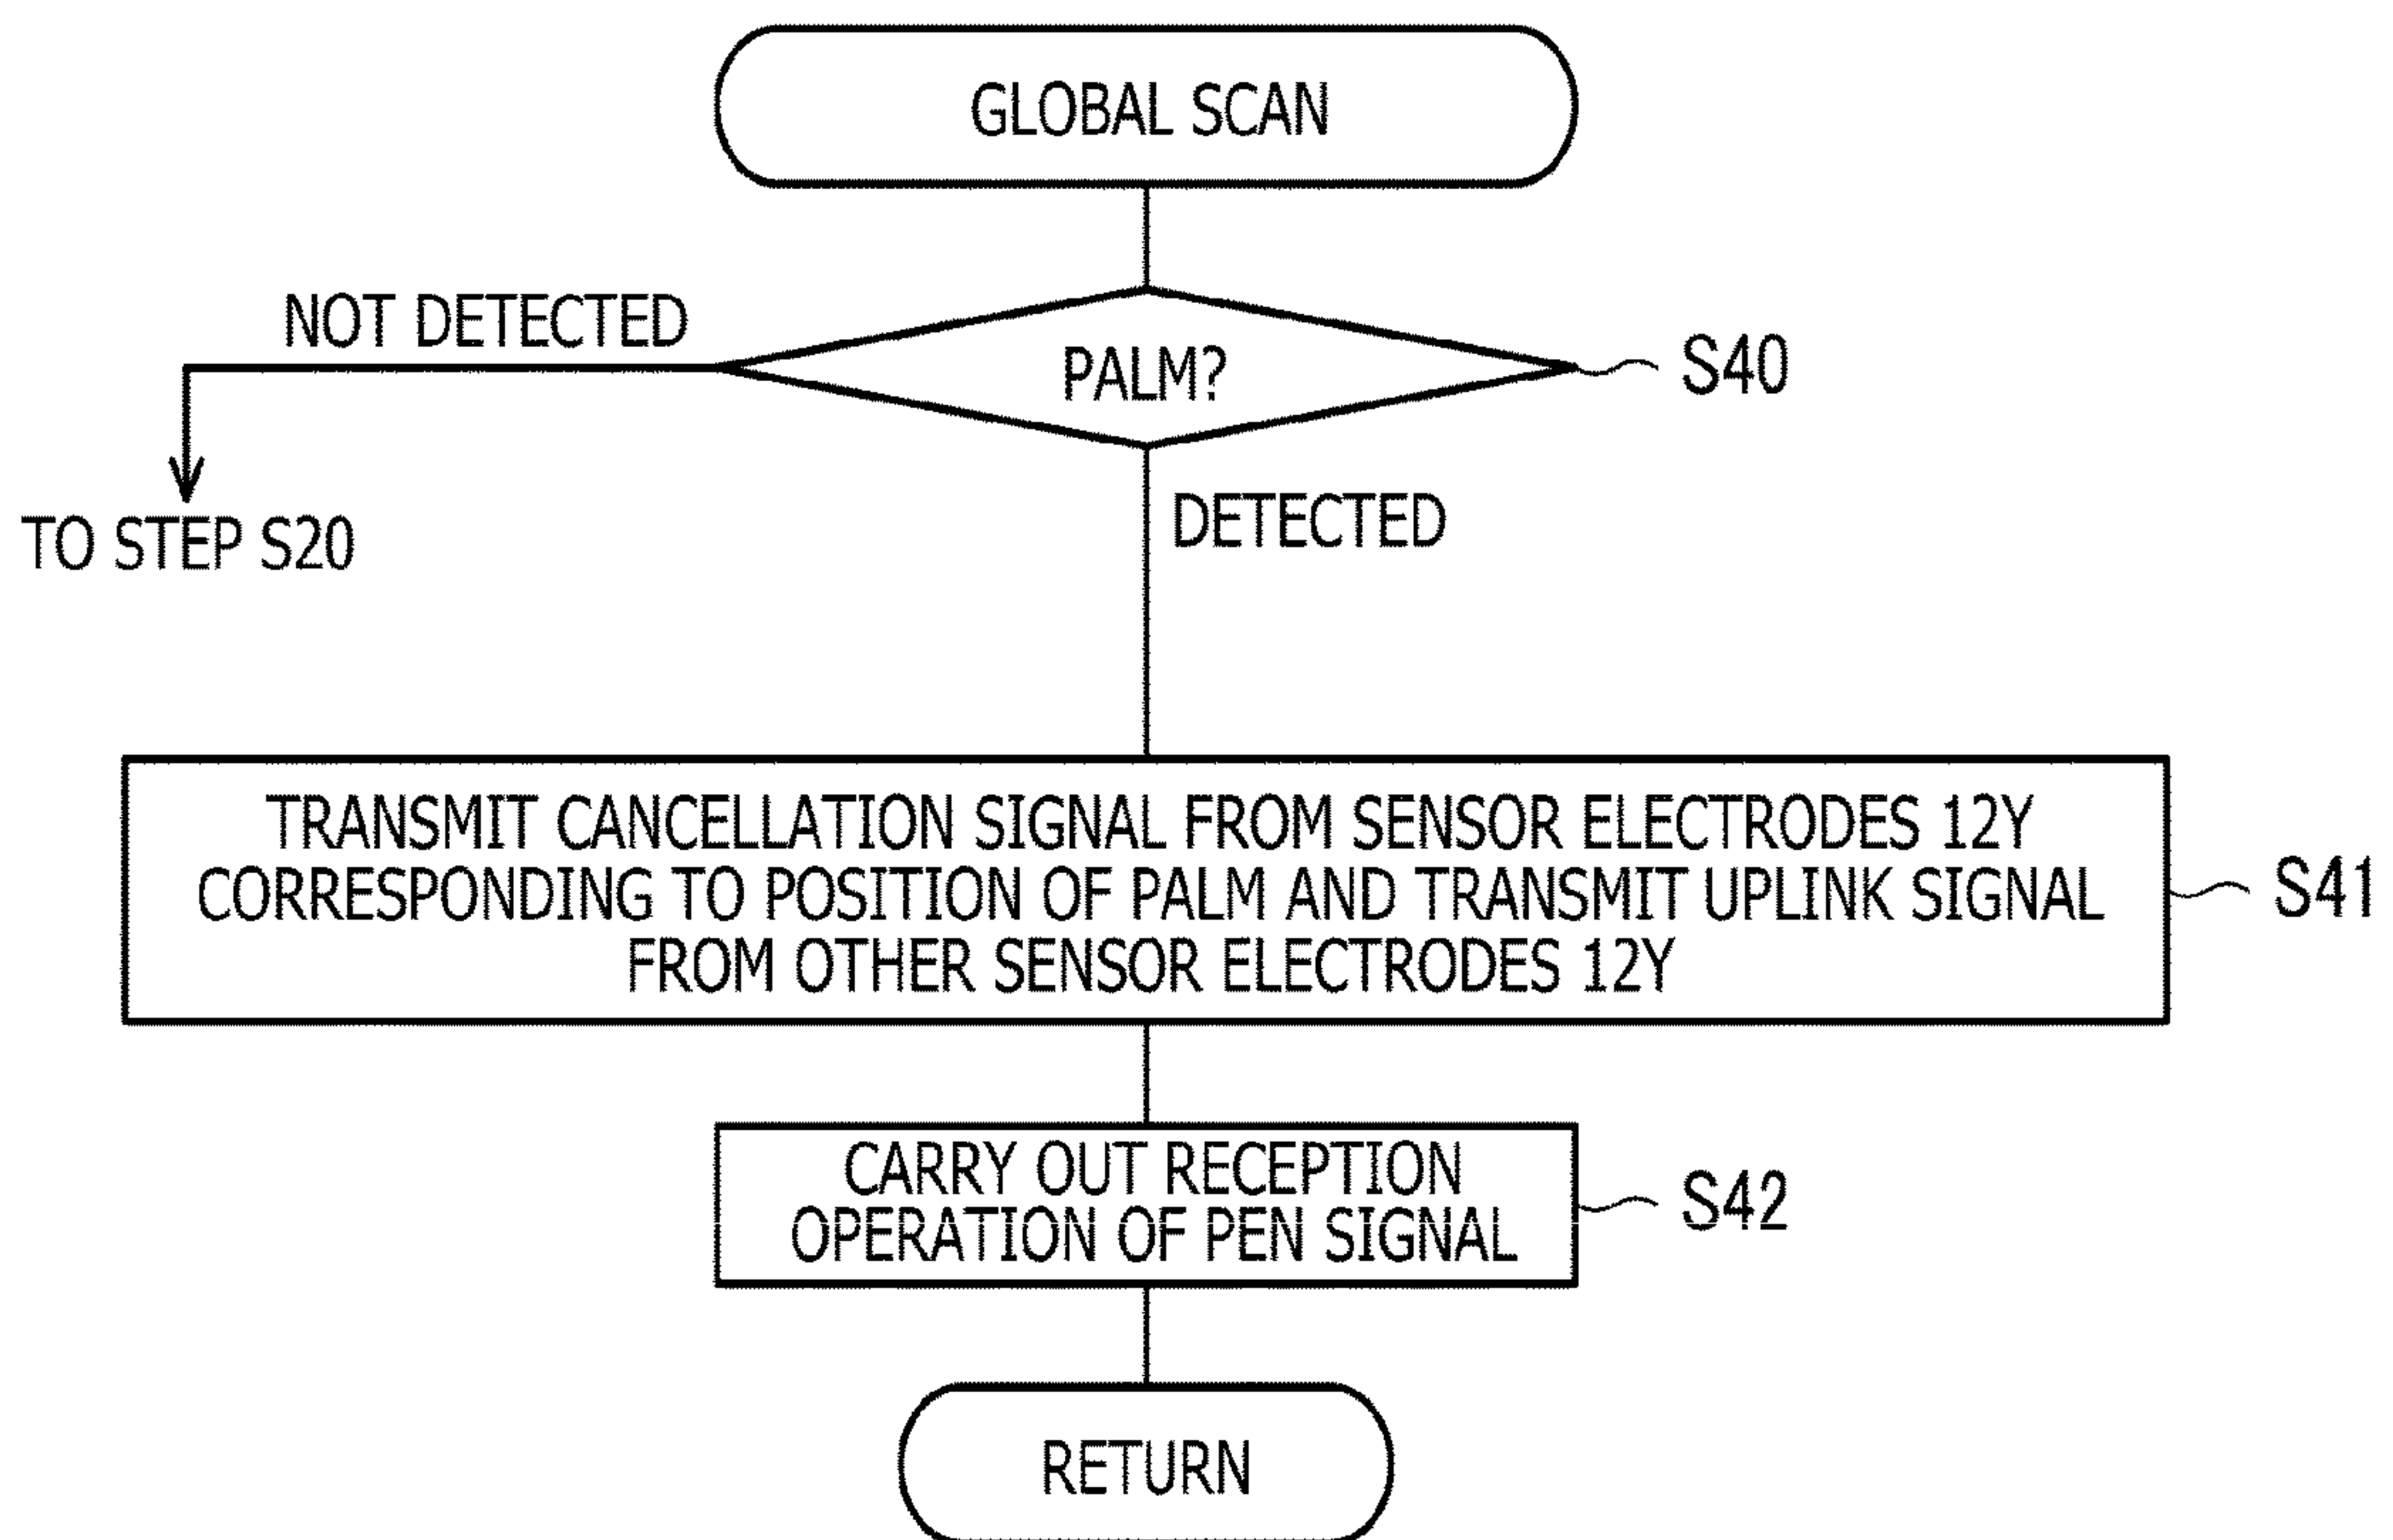 GLOBAL SCAN
NOT DETECTED
PALM?
S40
DETECTED
TO STEP S20
TRANSMIT CANCELLATION SIGNAL FROM SENSOR ELECTRODES 12Y
CORRESPONDING TO POSITION OF PALM AND TRANSMIT UPLINK SIGNAL
FROM OTHER SENSOR ELECTRODES 12Y
S41
CARRY OUT RECEPTION
OPERATION OF PEN SIGNAL
S42
RETURN